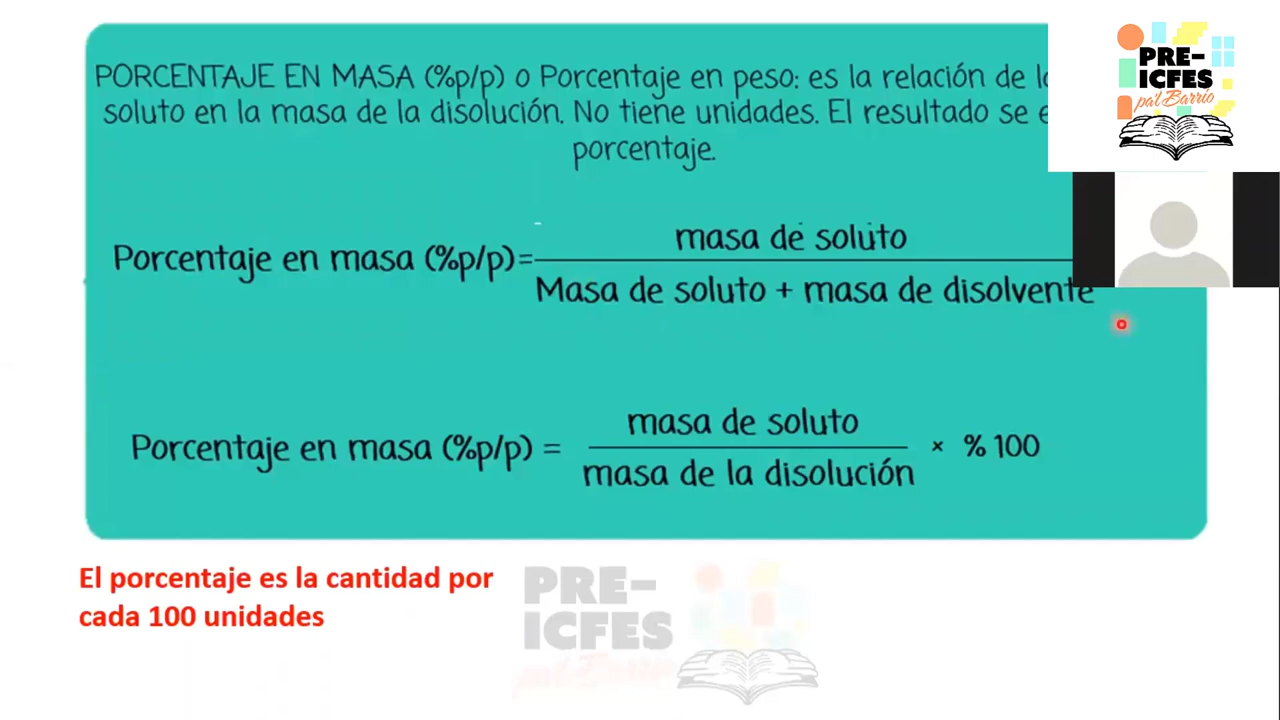 PORCENTAJE EN MASA (%p/p) o Porcentaje en peso: es la relación de
soluto en la masa de la disolución. No tiene unidades. El resultado se
porcentaje.
Porcentaje en masa (%p/p)=
masa de soluto
Masa de soluto + masa de disolvente
Porcentaje en masa (%p/p) =
masa de soluto
masa de la disolución
× % 100
El porcentaje es la cantidad por
cada 100 unidades
PRE-
ICFES
pa'l Barrio
PRE-
ICFES
pa'l Barrio